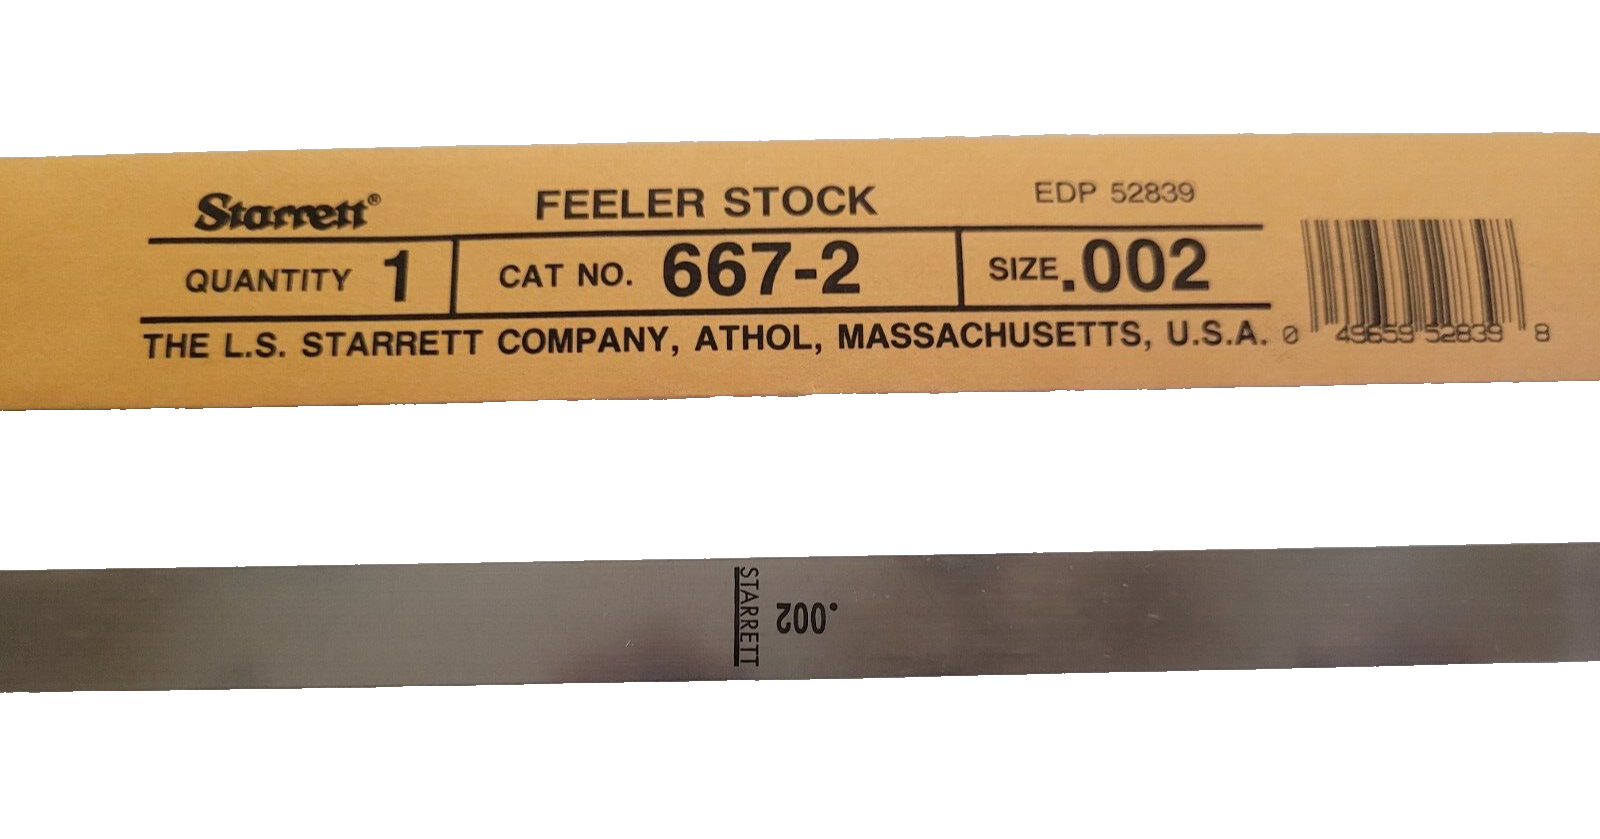 Starrett®
FEELER STOCK
EDP 52839
QUANTITY 1
CAT NO. 667-2
SIZE .002
THE L.S. STARRETT COMPANY, ATHOL, MASSACHUSETTS, U.S.A.
0 49659 52839 8
STARRETT
.002